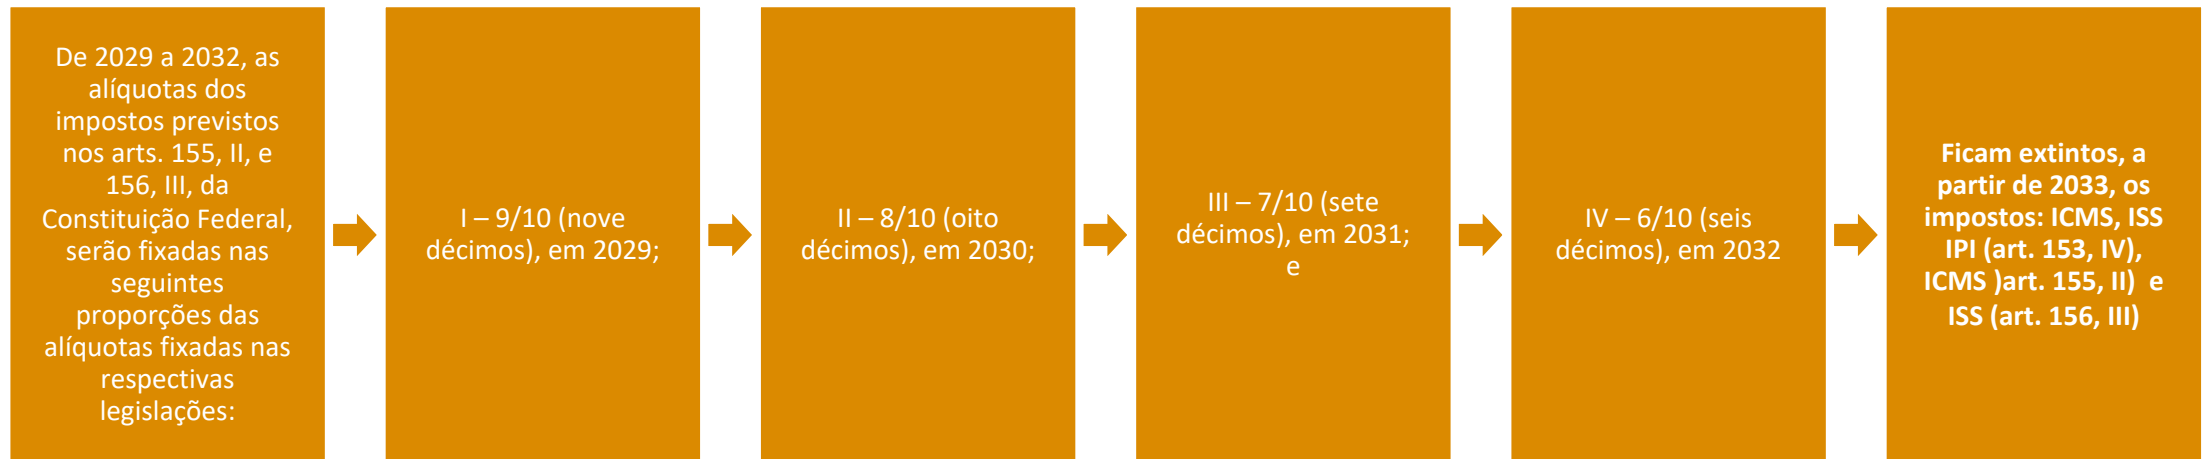 De 2029 a 2032, as
alíquotas dos
impostos previstos
nos arts. 155, II, e
156, III, da
Constituição Federal,
serão fixadas nas
seguintes
proporções das
alíquotas fixadas nas
respectivas
legislações:
I – 9/10 (nove
décimos), em 2029;
II – 8/10 (oito
décimos), em 2030;
III – 7/10 (sete
décimos), em 2031;
e
IV – 6/10 (seis
décimos), em 2032
Ficam extintos, a
partir de 2033, os
impostos: ICMS, ISS
IPI (art. 153, IV),
ICMS )art. 155, II) e
ISS (art. 156, III)